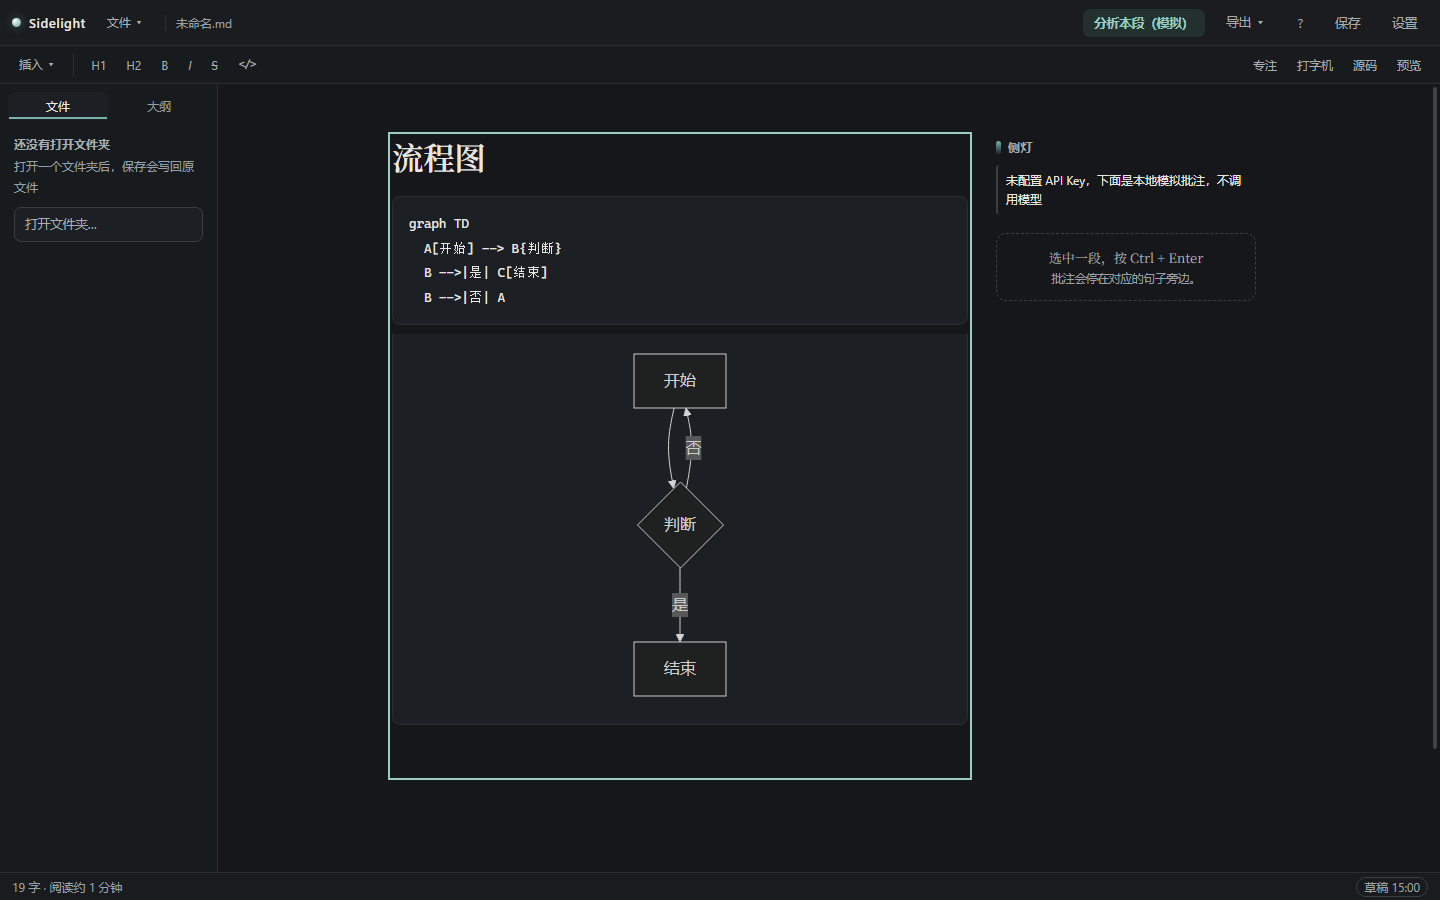 Sidelight 文件 未命名.md 分析本段（模拟） 导出 ? 保存 设置
插入 H1 H2 B I S </> 专注 打字机 源码 预览
文件 大纲
还没有打开文件夹
打开一个文件夹后，保存会写回原
文件
打开文件夹...
流程图
graph TD
A[开始] --> B{判断}
B -->|是| C[结束]
B -->|否| A
开始
否
判断
是
结束
侧灯
未配置 API Key，下面是本地模拟批注，不调
用模型
选中一段，按 Ctrl + Enter
批注会停在对应的句子旁边。
19 字 · 阅读约 1 分钟
草稿 15:00